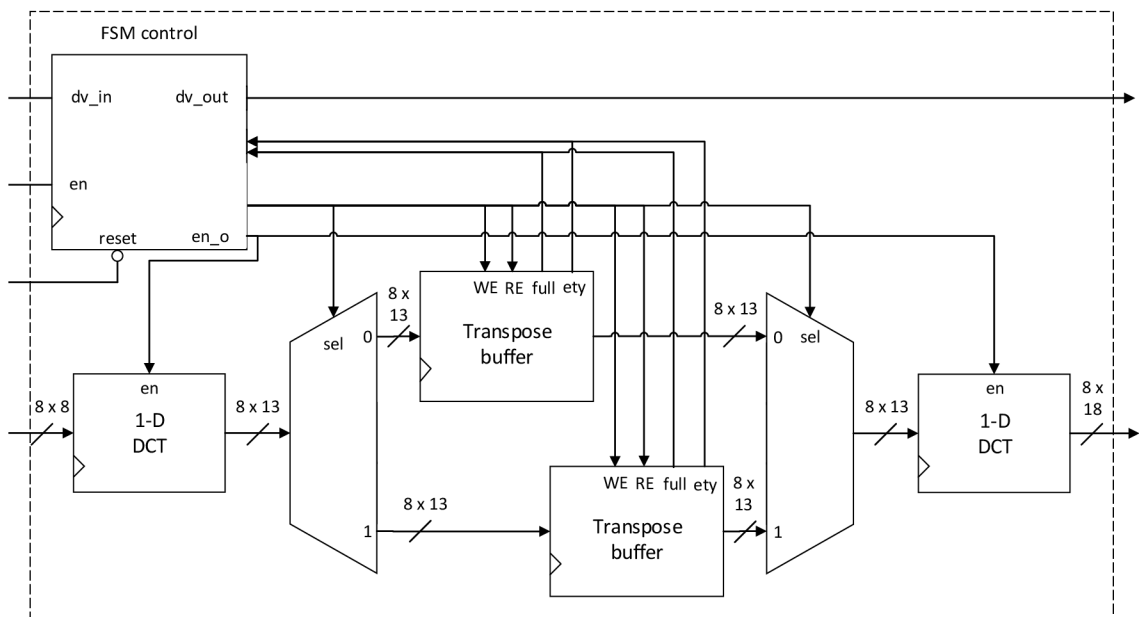 FSM control
dv_in
dv_out
en
reset
en_o
WE RE full ety
Transpose
buffer
8 x
13
8 x 13
0
sel
0
sel
8 x 8
en
1-D
DCT
8 x 13
8 x 13
en
1-D
DCT
8 x
18
WE RE full ety
Transpose
buffer
1
8 x 13
8 x
13
1